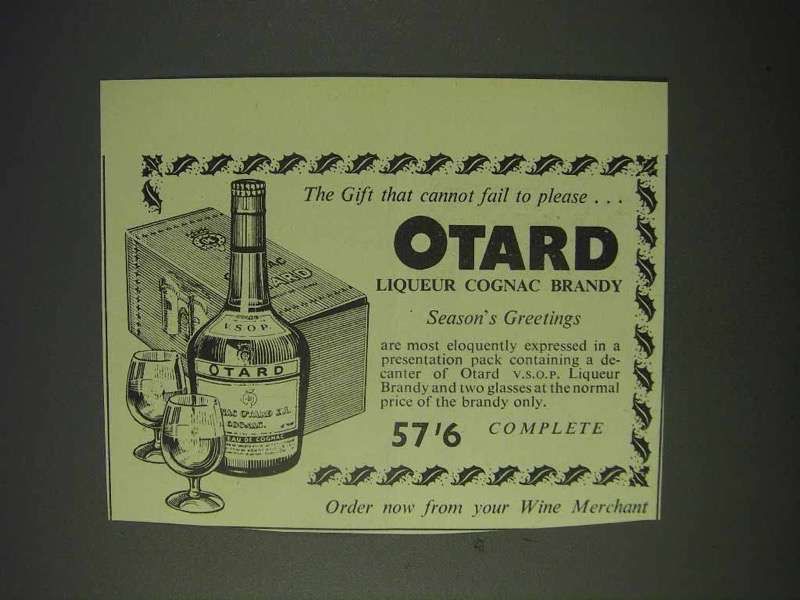 The Gift that cannot fail to please . . .
OTARD
LIQUEUR COGNAC BRANDY
Season's Greetings
are most eloquently expressed in a
presentation pack containing a de-
canter of Otard V.S.O.P. Liqueur
Brandy and two glasses at the normal
price of the brandy only.
57'6 COMPLETE
Order now from your Wine Merchant
V.S.O.P.
OTARD
OTARD S.A.
COGNAC.
EAU DE COGNAC